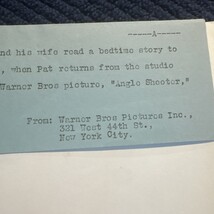 -----A-----
nd his wife read a bedtime story to
, when Pat returns from the studio
Warner Bros picture, "Anglo Shooter,"
From: Warner Bros Pictures Inc.,
321 West 44th St.,
New York City.